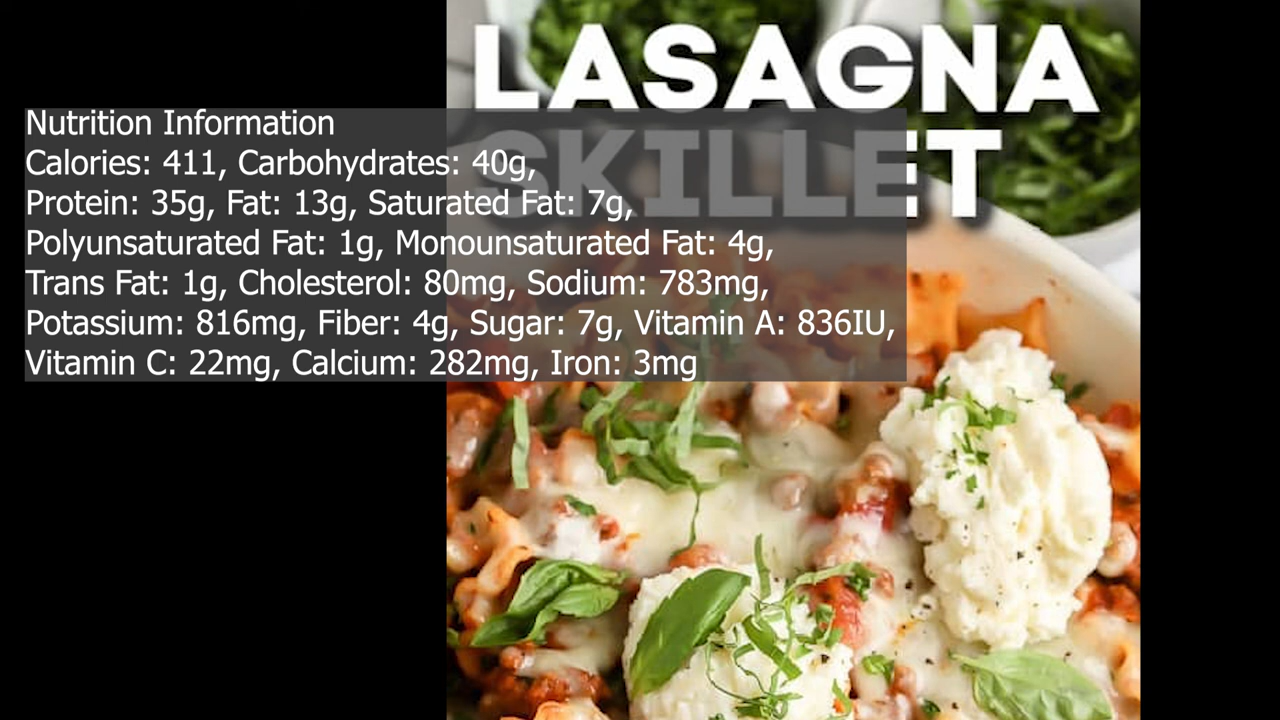 LASAGNA
SKILLET
Nutrition Information
Calories: 411, Carbohydrates: 40g,
Protein: 35g, Fat: 13g, Saturated Fat: 7g,
Polyunsaturated Fat: 1g, Monounsaturated Fat: 4g,
Trans Fat: 1g, Cholesterol: 80mg, Sodium: 783mg,
Potassium: 816mg, Fiber: 4g, Sugar: 7g, Vitamin A: 836IU,
Vitamin C: 22mg, Calcium: 282mg, Iron: 3mg